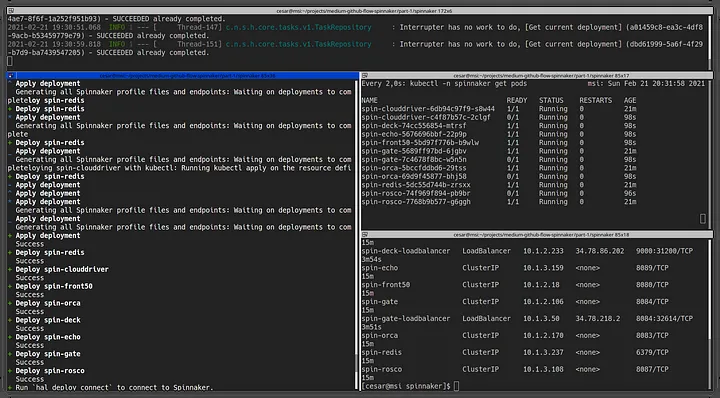 cesar@msi:~/projects/medium-github-flow-spinnaker/part-1/spinnaker 172x6
4ae7-8f6f-1a252f951b93) - SUCCEEDED already completed.
2021-02-21 19:30:51.068  INFO 1 --- [     Thread-147] c.n.s.h.core.tasks.v1.TaskRepository     : Interrupter has no work to do, [Get current deployment] (a01459c8-ea3c-4df8
-9acb-b53459779e79) - SUCCEEDED already completed.
2021-02-21 19:30:59.818  INFO 1 --- [     Thread-151] c.n.s.h.core.tasks.v1.TaskRepository     : Interrupter has no work to do, [Get current deployment] (dbd61999-5a6f-4f29
-b7d9-ba7439547205) - SUCCEEDED already completed.
* Apply deployment
Generating all Spinnaker profile files and endpoints: Waiting on deployments to com
pleteloy spin-redis
+ Deploy spin-redis
* Apply deployment
Generating all Spinnaker profile files and endpoints: Waiting on deployments to com
plete
+ Deploy spin-redis
Apply deployment
Generating all Spinnaker profile files and endpoints: Waiting on deployments to com
pleteloying spin-clouddriver with kubectl: Running kubectl apply on the resource defi
+ Deploy spin-redis
Apply deployment
Apply deployment
Apply deployment
Generating all Spinnaker profile files and endpoints: Waiting on deployments to com
Apply deployment
Generating all Spinnaker profile files and endpoints: Waiting on deployments to com
+ Apply deployment
Success
+ Deploy spin-redis
Success
+ Deploy spin-clouddriver
Success
+ Deploy spin-front50
Success
+ Deploy spin-orca
Success
+ Deploy spin-deck
Success
+ Deploy spin-echo
Success
+ Deploy spin-gate
Success
+ Deploy spin-rosco
Success
+ Run `hal deploy connect` to connect to Spinnaker.
cesar@msi:~/projects/medium-github-flow-spinnaker/part-1/spinnaker 85x17
Every 2,0s: kubectl -n spinnaker get pods          msi: Sun Feb 21 20:31:58 2021
NAME                                READY   STATUS    RESTARTS   AGE
spin-clouddriver-6db94c97f9-s8w44   1/1     Running   0          21m
spin-clouddriver-c4f87b57c-2clgf    0/1     Running   0          98s
spin-deck-74cc556854-mtrsf          1/1     Running   0          98s
spin-echo-5676696bbf-22p9p          1/1     Running   0          98s
spin-front50-5bd97f776b-b9wlw       1/1     Running   0          98s
spin-gate-5689ff97bd-6jgbv          1/1     Running   0          21m
spin-gate-7c4678f8bc-w5n5n          0/1     Running   0          98s
spin-orca-5bccfddbd6-29tss          1/1     Running   0          21m
spin-orca-69d9f45877-bhj58          0/1     Running   0          98s
spin-redis-5dc55d744b-zrsxx         1/1     Running   0          21m
spin-rosco-74f969f894-pb9br         0/1     Running   0          96s
spin-rosco-7768b9b577-g6ggh         1/1     Running   0          21m
cesar@msi:~/projects/medium-github-flow-spinnaker/part-1/spinnaker 85x18
15m
spin-deck-loadbalancer   LoadBalancer   10.1.2.233   34.78.86.202   9000:31200/TCP
3m54s
spin-echo                ClusterIP      10.1.3.159   <none>         8089/TCP
15m
spin-front50             ClusterIP      10.1.2.18    <none>         8080/TCP
15m
spin-gate                ClusterIP      10.1.2.106   <none>         8084/TCP
15m
spin-gate-loadbalancer   LoadBalancer   10.1.3.50    34.78.218.2    8084:32614/TCP
3m51s
spin-orca                ClusterIP      10.1.2.170   <none>         8083/TCP
15m
spin-redis               ClusterIP      10.1.3.237   <none>         6379/TCP
15m
spin-rosco               ClusterIP      10.1.3.108   <none>         8087/TCP
15m
[cesar@msi spinnaker]$